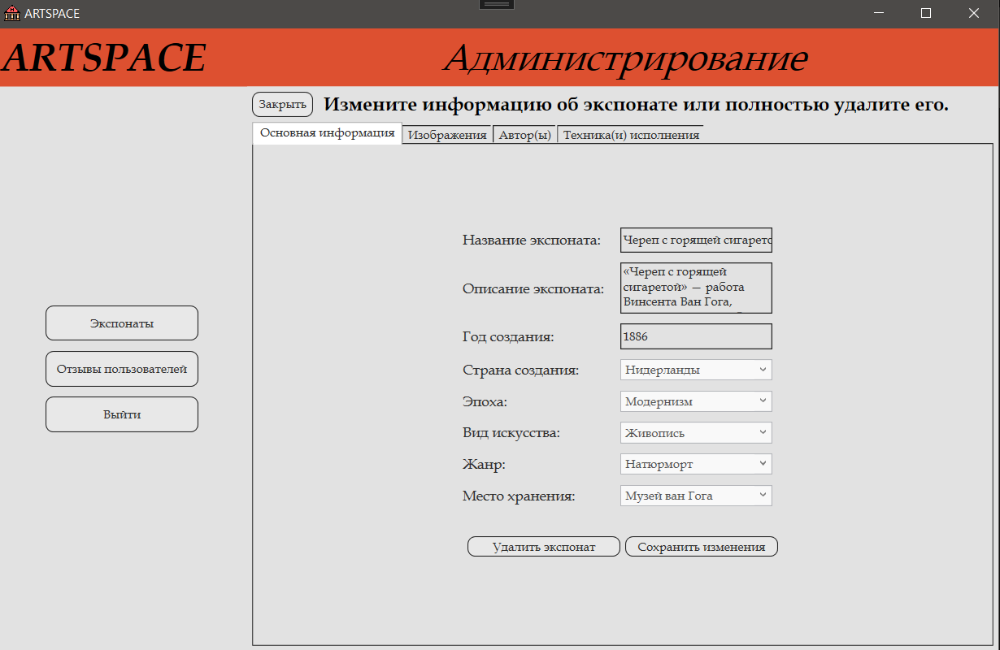 ARTSPACE
ARTSPACE
Администрирование
Закрыть
Измените информацию об экспонате или полностью удалите его.
Основная информация
Изображения
Автор(ы)
Техника(и) исполнения
Название экспоната:
Череп с горящей сигарето
Описание экспоната:
«Череп с горящей
сигаретой» — работа
Винсента Ван Гога,
Год создания:
1886
Страна создания:
Нидерланды
Эпоха:
Модернизм
Вид искусства:
Живопись
Жанр:
Натюрморт
Место хранения:
Музей ван Гога
Удалить экспонат
Сохранить изменения
Экспонаты
Отзывы пользователей
Выйти